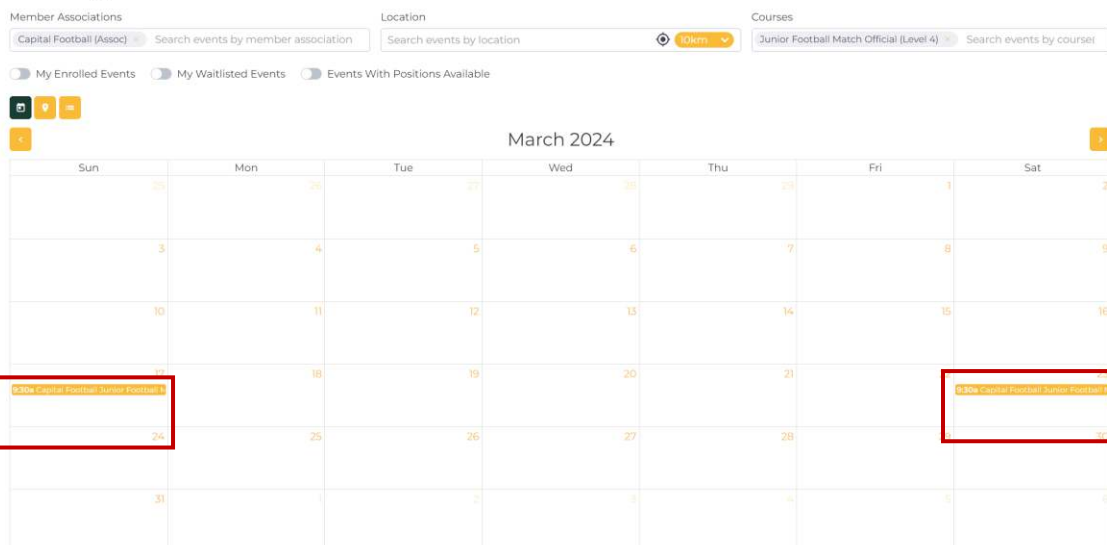 Member Associations Location Courses
Capital Football (Assoc) × Search events by member association Search events by location 10km Junior Football Match Official (Level 4) × Search events by course(
My Enrolled Events My Waitlisted Events Events With Positions Available
March 2024
Sun Mon Tue Wed Thu Fri Sat
25 26 27 28 29 1 2
3 4 5 6 7 8 9
10 11 12 13 14 15 16
17 18 19 20 21
9:30a Capital Football Junior Football 9:30a Capital Football Junior Football
24 25 26 27 28 30
31 1 2 3 4 5 6